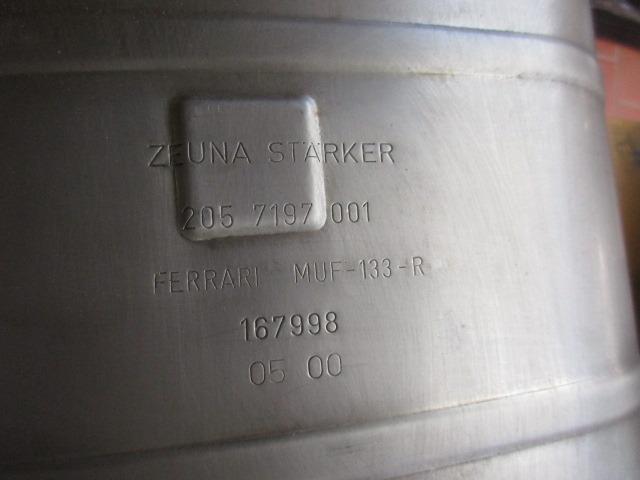 ZEUNA STÄRKER
205 7197 001
FERRARI MUF-133-R
167998
05 00